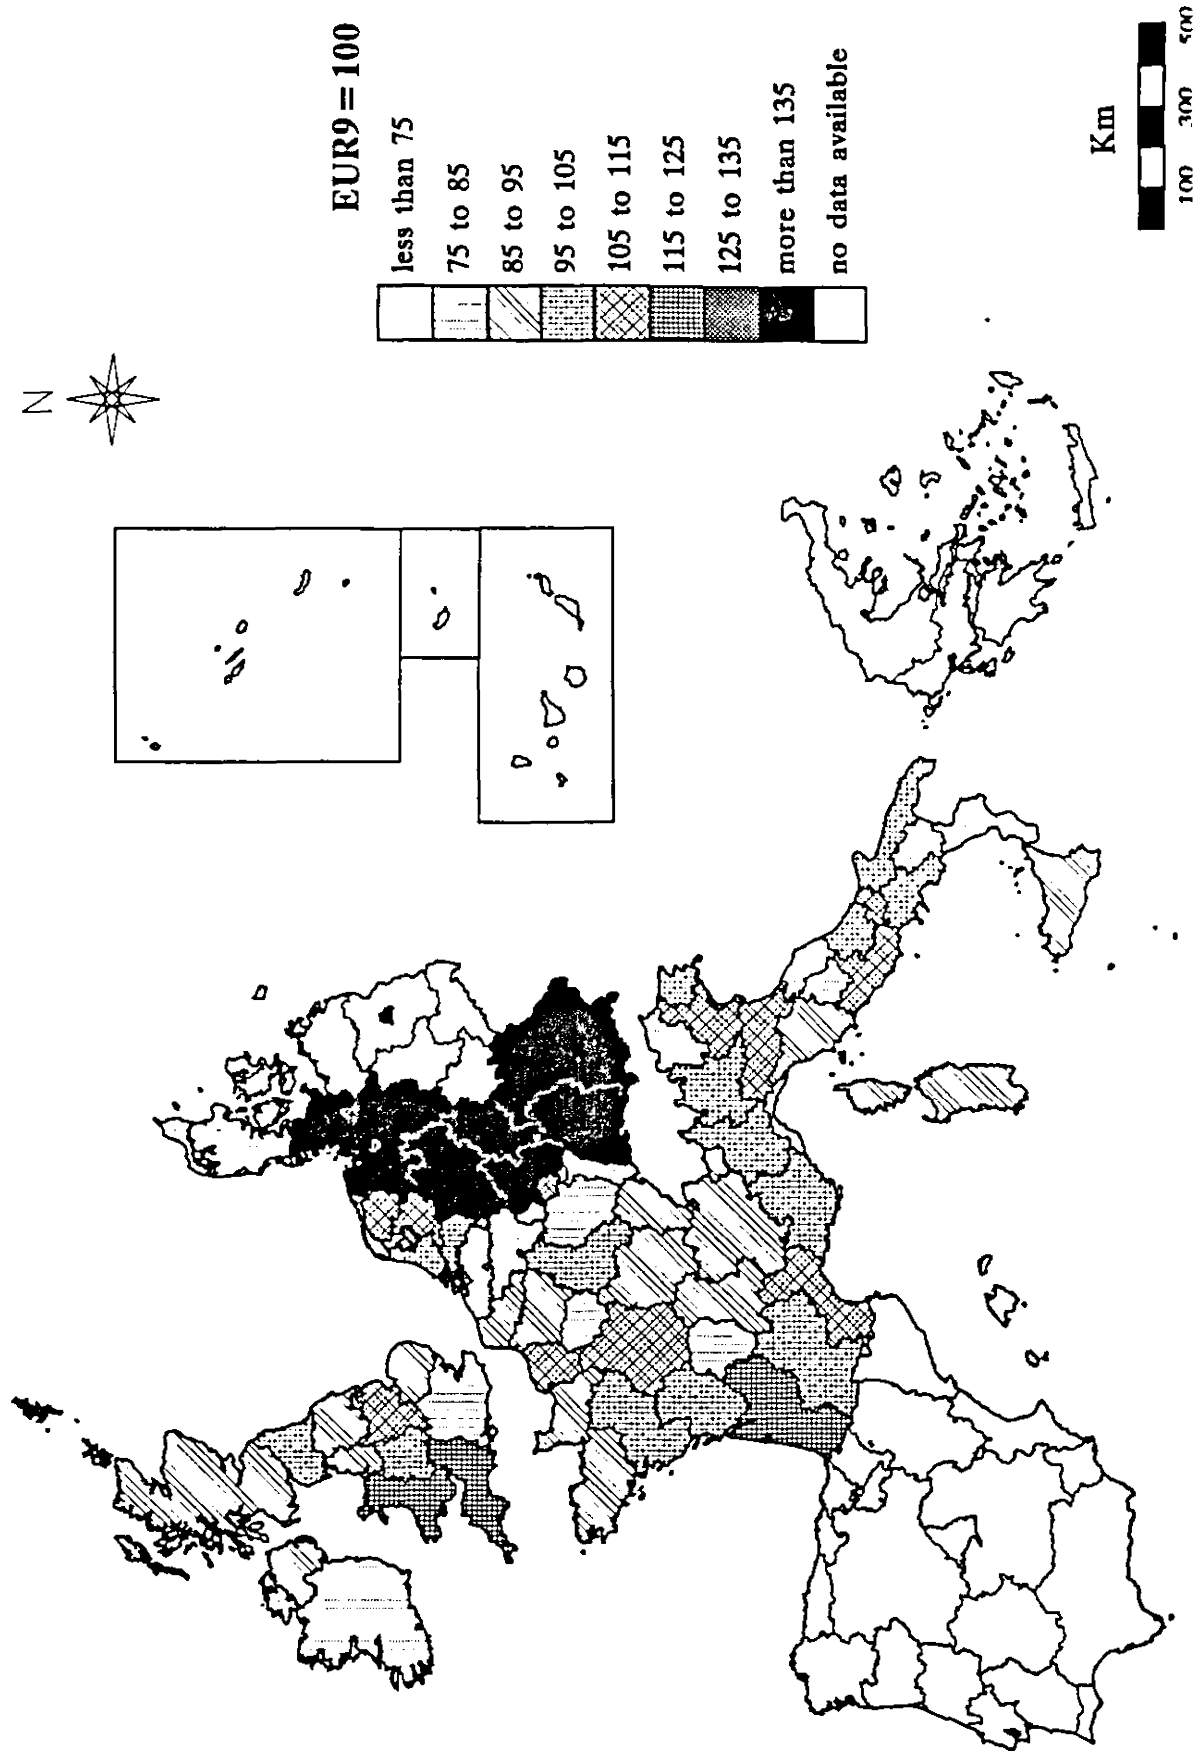 N
EUR9 = 100
less than 75
75 to 85
85 to 95
95 to 105
105 to 115
115 to 125
125 to 135
more than 135
no data available
Km
100 300 500